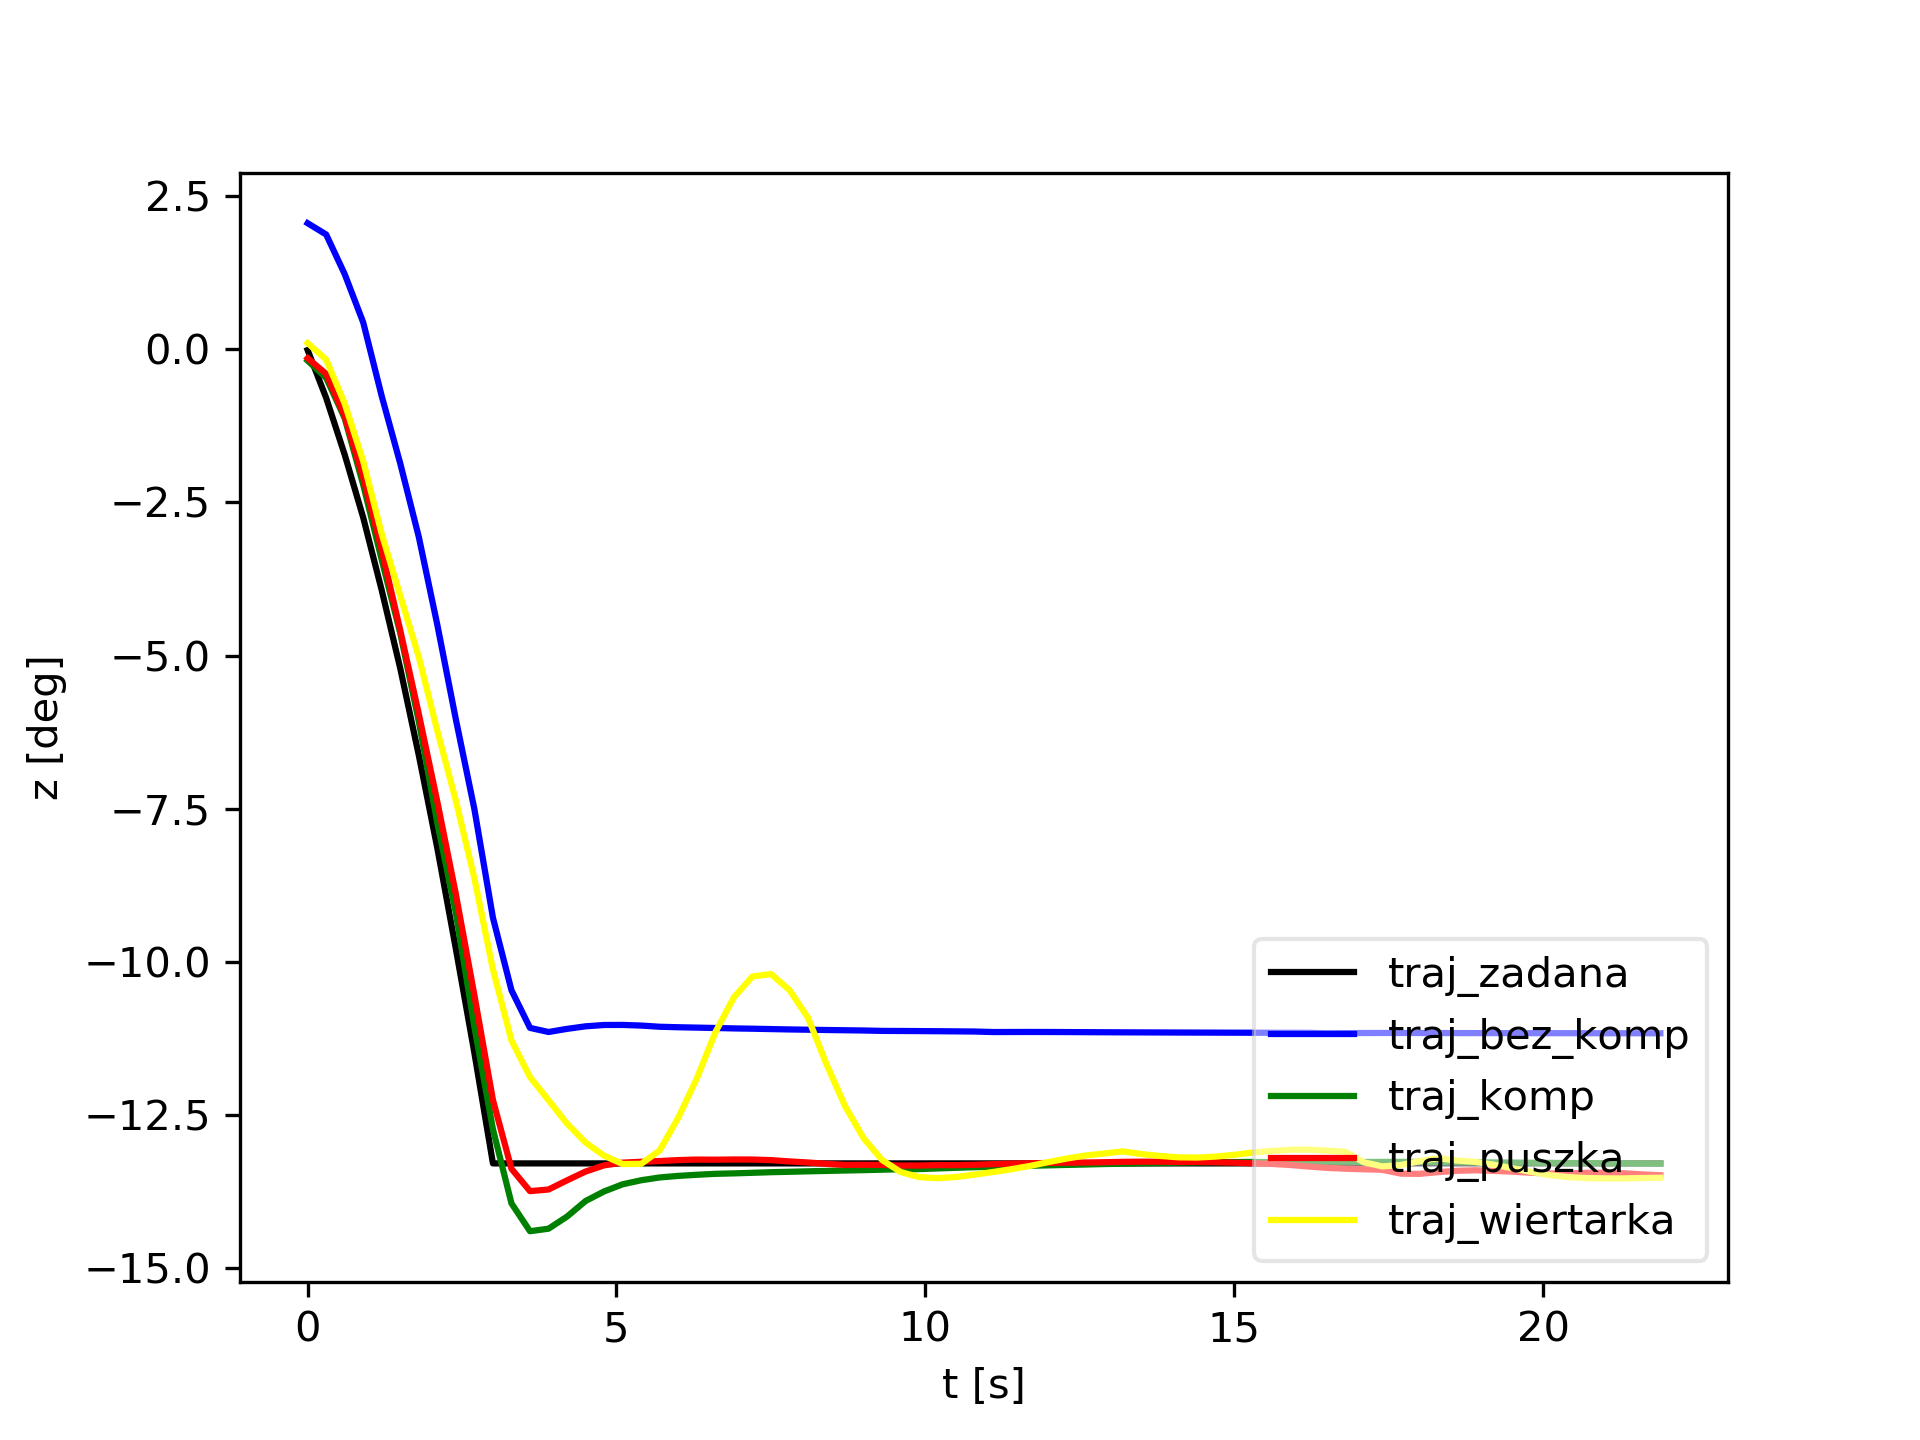 2.5
0.0
−2.5
−5.0
−7.5
−10.0
−12.5
−15.0
z [deg]
traj_zadana
traj_bez_komp
traj_komp
traj_puszka
traj_wiertarka
0 5 10 15 20
t [s]